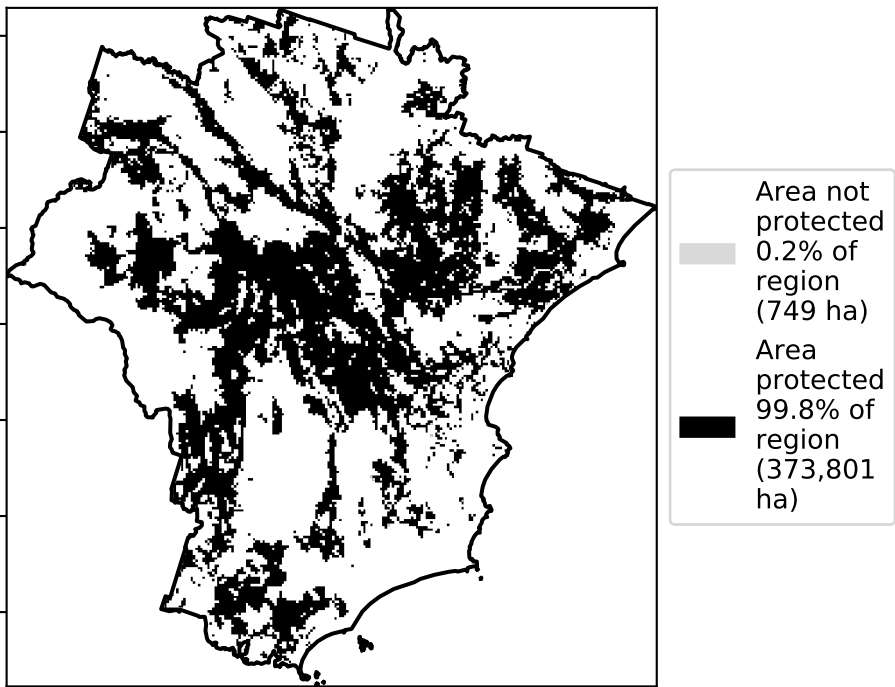 Area not
protected
0.2% of
region
(749 ha)
Area
protected
99.8% of
region
(373,801
ha)